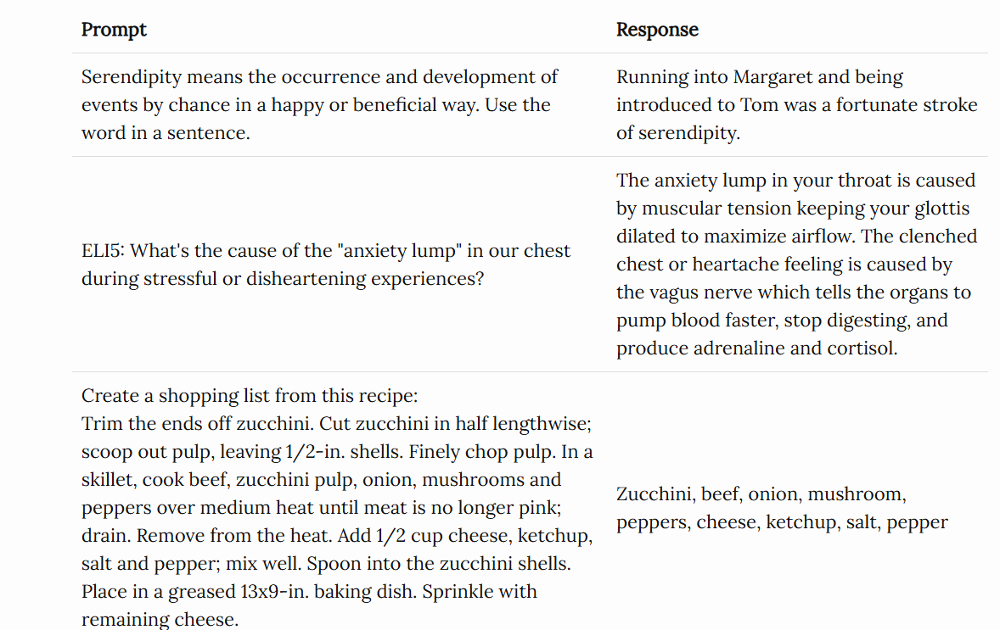 Prompt
Response
Serendipity means the occurrence and development of
events by chance in a happy or beneficial way. Use the
word in a sentence.
Running into Margaret and being
introduced to Tom was a fortunate stroke
of serendipity.
ELI5: What's the cause of the "anxiety lump" in our chest
during stressful or disheartening experiences?
The anxiety lump in your throat is caused
by muscular tension keeping your glottis
dilated to maximize airflow. The clenched
chest or heartache feeling is caused by
the vagus nerve which tells the organs to
pump blood faster, stop digesting, and
produce adrenaline and cortisol.
Create a shopping list from this recipe:
Trim the ends off zucchini. Cut zucchini in half lengthwise;
scoop out pulp, leaving 1/2-in. shells. Finely chop pulp. In a
skillet, cook beef, zucchini pulp, onion, mushrooms and
peppers over medium heat until meat is no longer pink;
drain. Remove from the heat. Add 1/2 cup cheese, ketchup,
salt and pepper; mix well. Spoon into the zucchini shells.
Place in a greased 13x9-in. baking dish. Sprinkle with
remaining cheese.
Zucchini, beef, onion, mushroom,
peppers, cheese, ketchup, salt, pepper